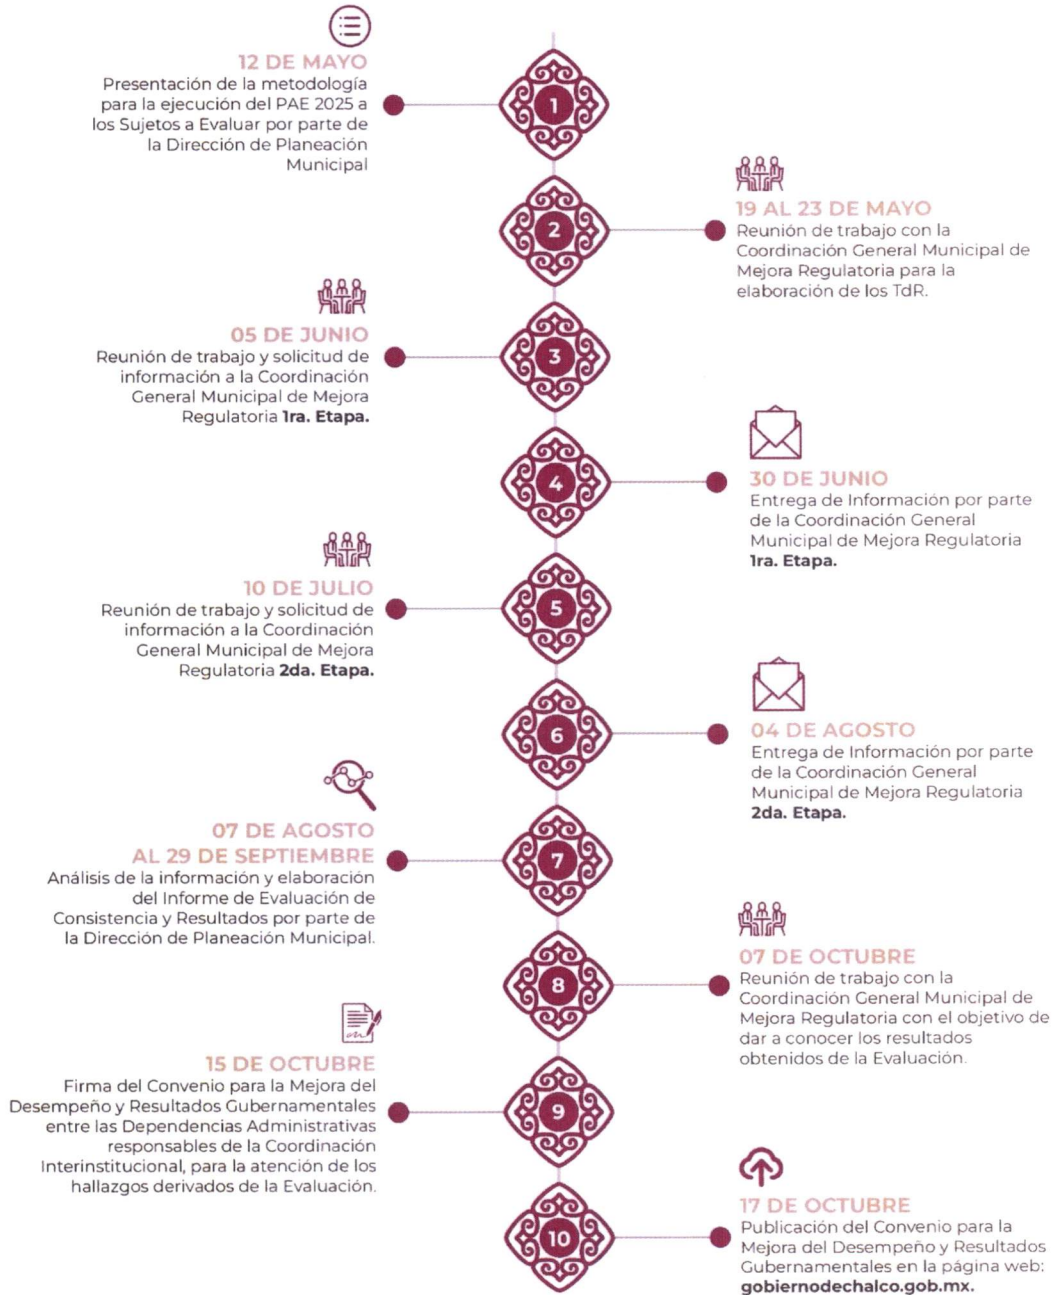 12 DE MAYO
Presentación de la metodología
para la ejecución del PAE 2025 a
los Sujetos a Evaluar por parte de
la Dirección de Planeación
Municipal
1
19 AL 23 DE MAYO
Reunión de trabajo con la
Coordinación General Municipal de
Mejora Regulatoria para la
elaboración de los TdR.
2
05 DE JUNIO
Reunión de trabajo y solicitud de
información a la Coordinación
General Municipal de Mejora
Regulatoria 1ra. Etapa.
3
30 DE JUNIO
Entrega de Información por parte
de la Coordinación General
Municipal de Mejora Regulatoria
1ra. Etapa.
4
10 DE JULIO
Reunión de trabajo y solicitud de
información a la Coordinación
General Municipal de Mejora
Regulatoria 2da. Etapa.
5
04 DE AGOSTO
Entrega de Información por parte
de la Coordinación General
Municipal de Mejora Regulatoria
2da. Etapa.
6
07 DE AGOSTO
AL 29 DE SEPTIEMBRE
Análisis de la información y elaboración
del Informe de Evaluación de
Consistencia y Resultados por parte de
la Dirección de Planeación Municipal.
7
07 DE OCTUBRE
Reunión de trabajo con la
Coordinación General Municipal de
Mejora Regulatoria con el objetivo de
dar a conocer los resultados
obtenidos de la Evaluación.
8
15 DE OCTUBRE
Firma del Convenio para la Mejora del
Desempeño y Resultados Gubernamentales
entre las Dependencias Administrativas
responsables de la Coordinación
Interinstitucional, para la atención de los
hallazgos derivados de la Evaluación.
9
17 DE OCTUBRE
Publicación del Convenio para la
Mejora del Desempeño y Resultados
Gubernamentales en la página web:
gobiernodechalco.gob.mx.
10